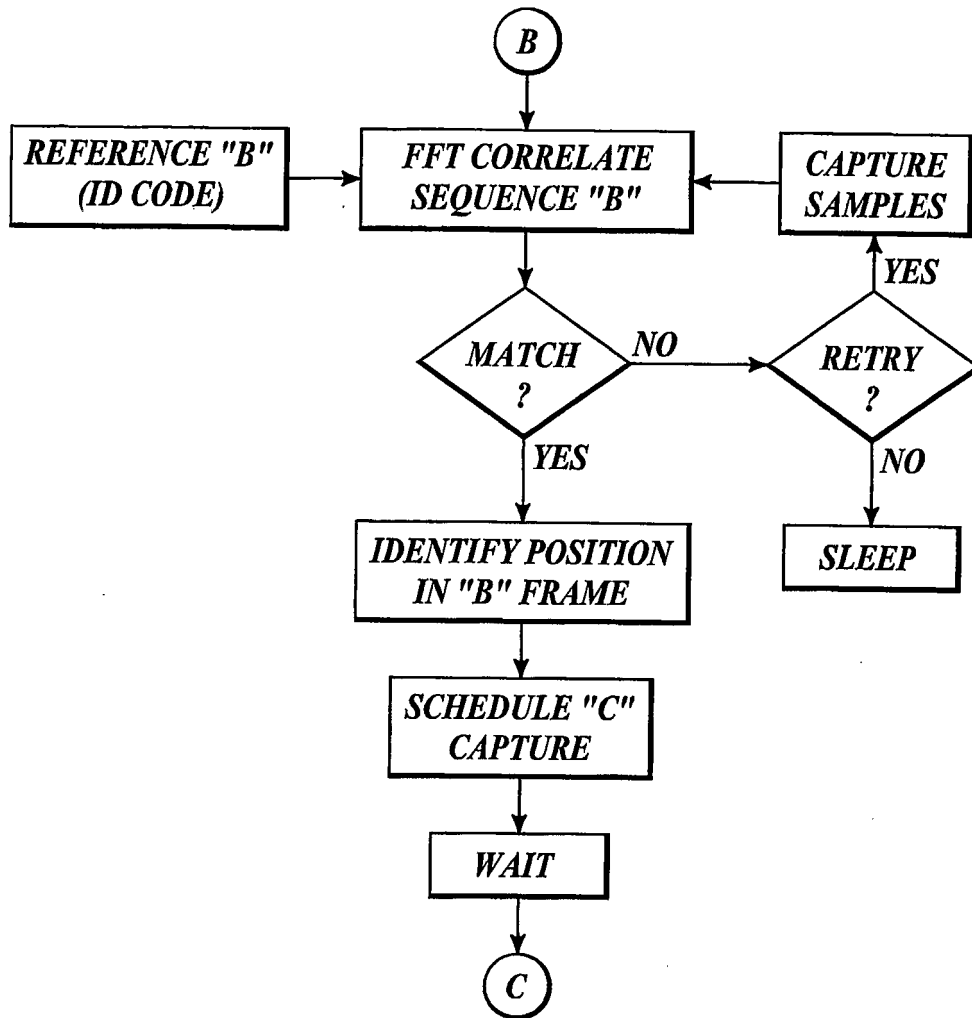 B
REFERENCE "B"
(ID CODE)
FFT CORRELATE
SEQUENCE "B"
CAPTURE
SAMPLES
YES
MATCH
?
NO
RETRY
?
YES
NO
IDENTIFY POSITION
IN "B" FRAME
SLEEP
SCHEDULE "C"
CAPTURE
WAIT
C